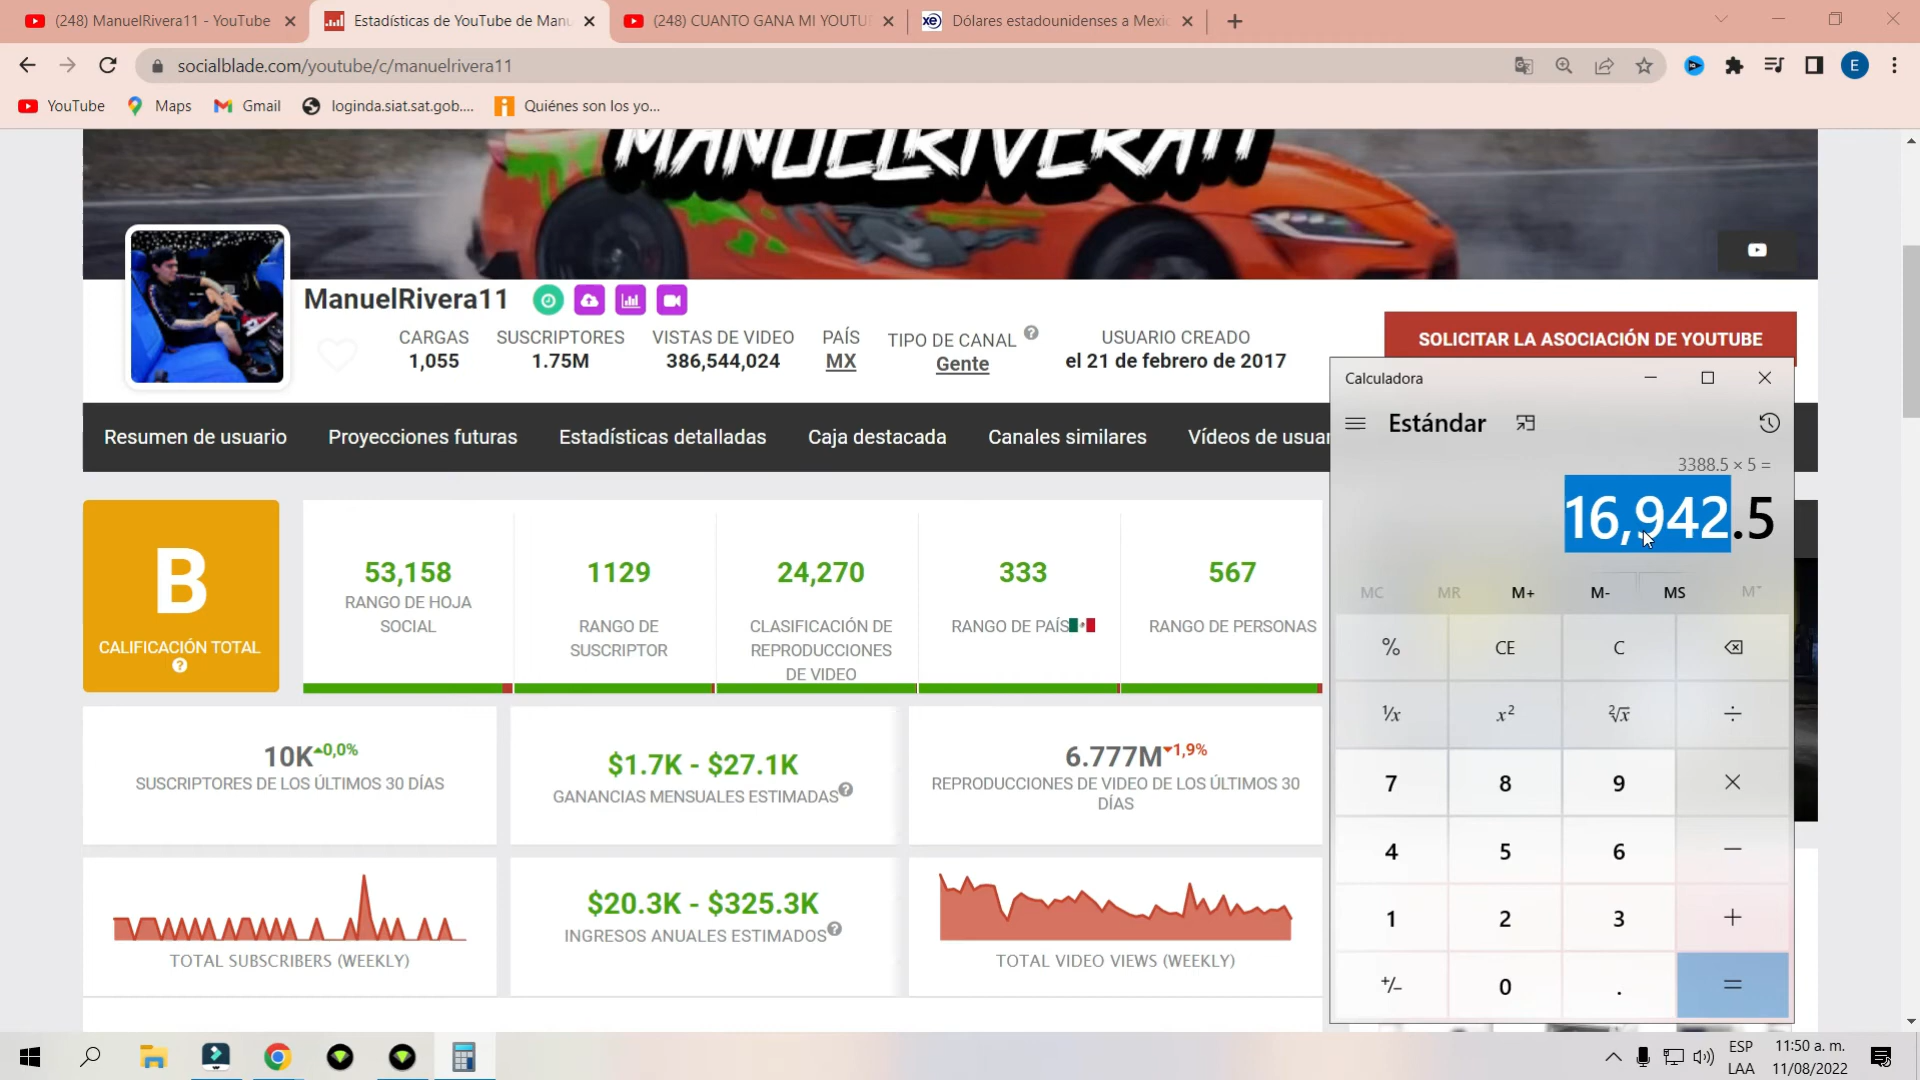 (248) ManuelRivera11 - YouTube
Estadísticas de YouTube de Manu
(248) CUANTO GANA MI YOUTU
Dólares estadounidenses a Mexic
socialblade.com/youtube/c/manuelrivera11
E
YouTube
Maps
Gmail
loginda.siat.sat.gob....
Quiénes son los yo...
MANUELRIVERA11
ManuelRivera11
CARGAS
1,055
SUSCRIPTORES
1.75M
VISTAS DE VIDEO
386,544,024
PAÍS
MX
TIPO DE CANAL
Gente
USUARIO CREADO
el 21 de febrero de 2017
SOLICITAR LA ASOCIACIÓN DE YOUTUBE
Resumen de usuario
Proyecciones futuras
Estadísticas detalladas
Caja destacada
Canales similares
Vídeos de usuar
B
CALIFICACIÓN TOTAL
53,158
RANGO DE HOJA
SOCIAL
1129
RANGO DE
SUSCRIPTOR
24,270
CLASIFICACIÓN DE
REPRODUCCIONES
DE VIDEO
333
RANGO DE PAÍS
567
RANGO DE PERSONAS
10K 0,0%
SUSCRIPTORES DE LOS ÚLTIMOS 30 DÍAS
$1.7K - $27.1K
GANANCIAS MENSUALES ESTIMADAS
6.777M 1,9%
REPRODUCCIONES DE VIDEO DE LOS ÚLTIMOS 30
DÍAS
TOTAL SUBSCRIBERS (WEEKLY)
$20.3K - $325.3K
INGRESOS ANUALES ESTIMADOS
TOTAL VIDEO VIEWS (WEEKLY)
Calculadora
Estándar
3388.5 × 5 =
16,942.5
MC MR M+ M- MS M˅
% CE C
⅟x x² ²√x ÷
7 8 9 ×
4 5 6 −
1 2 3 +
+/− 0 . =
ESP
LAA
11:50 a. m.
11/08/2022